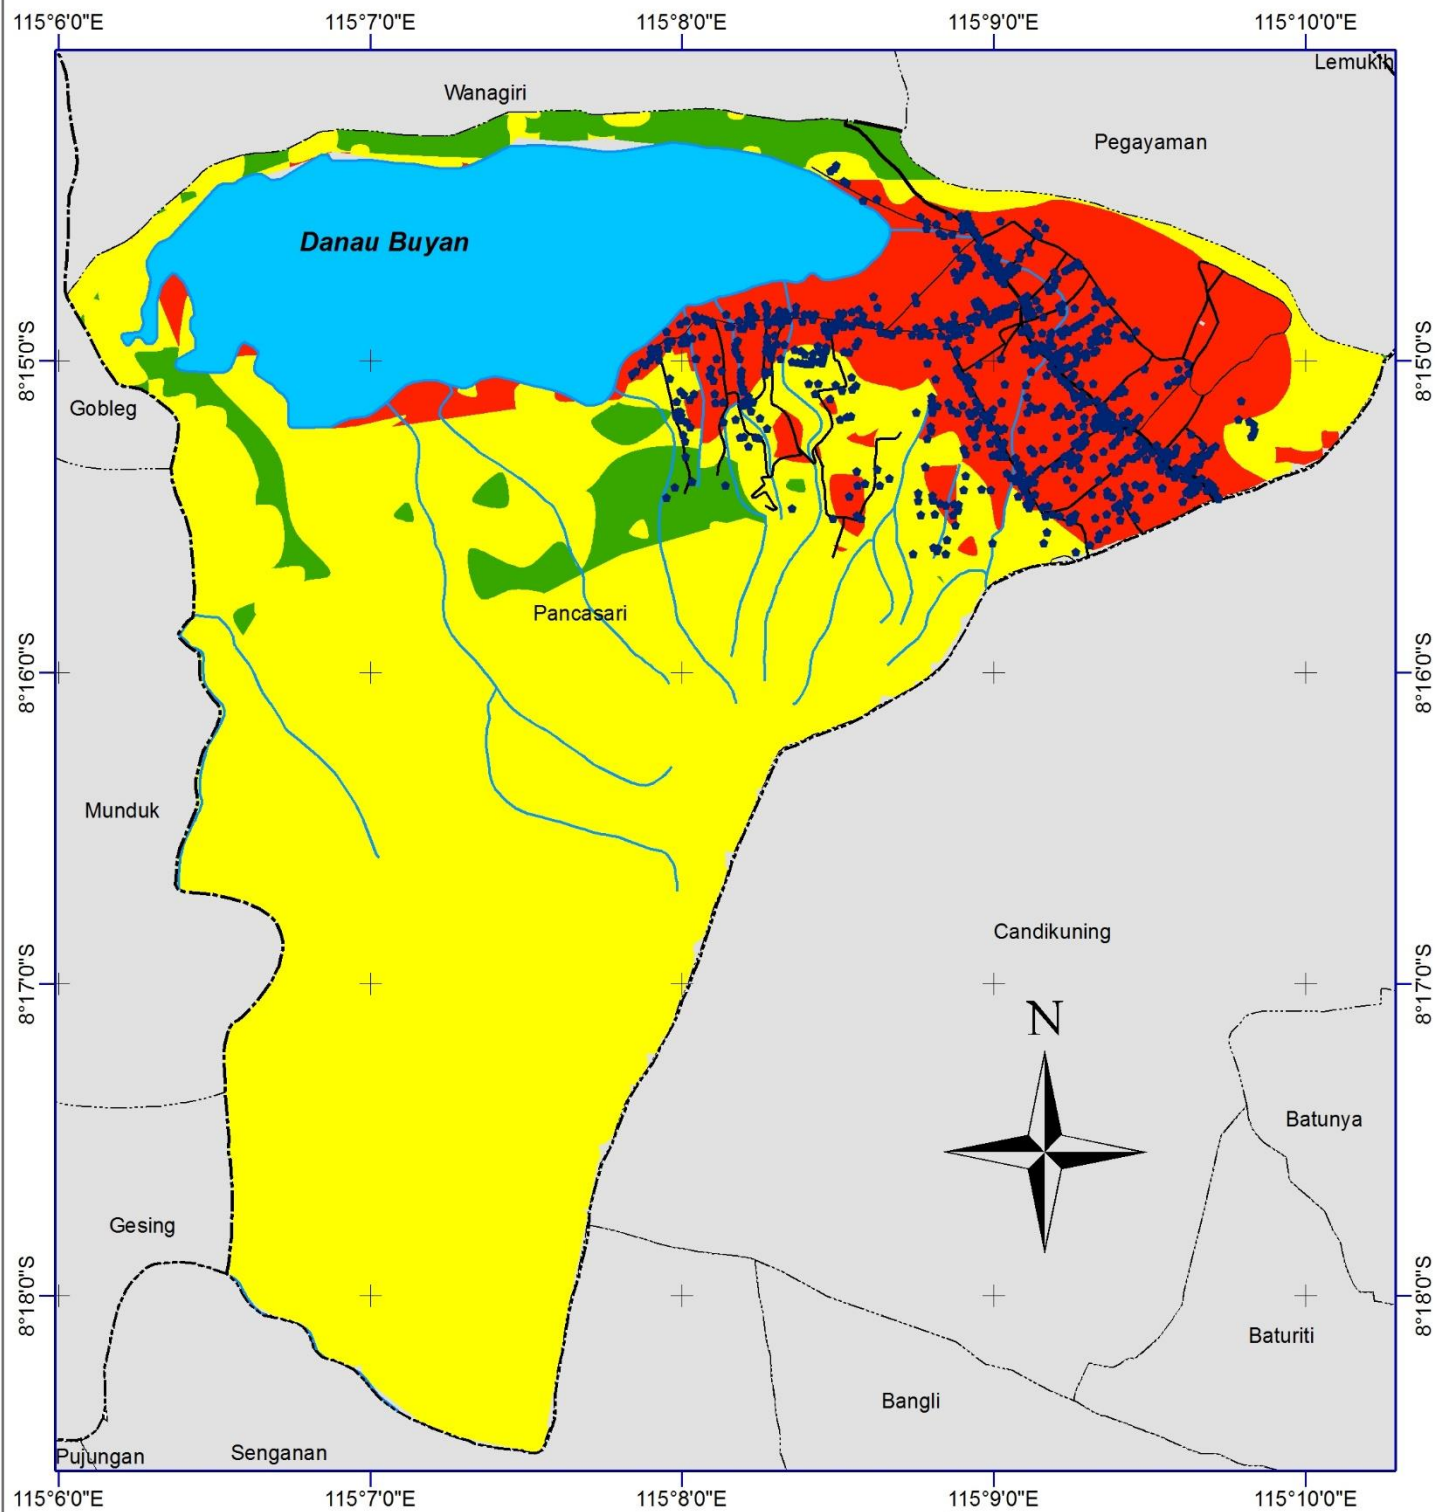 115°6'0"E 115°7'0"E 115°8'0"E 115°9'0"E 115°10'0"E
Lemukih
Wanagiri
Pegayaman
Danau Buyan
8°15'0"S 8°15'0"S
Gobleg
Pancasari
8°16'0"S 8°16'0"S
Munduk
Candikuning
8°17'0"S 8°17'0"S
N
Batunya
Gesing
8°18'0"S 8°18'0"S
Baturiti
Bangli
Pujungan Senganan
115°6'0"E 115°7'0"E 115°8'0"E 115°9'0"E 115°10'0"E